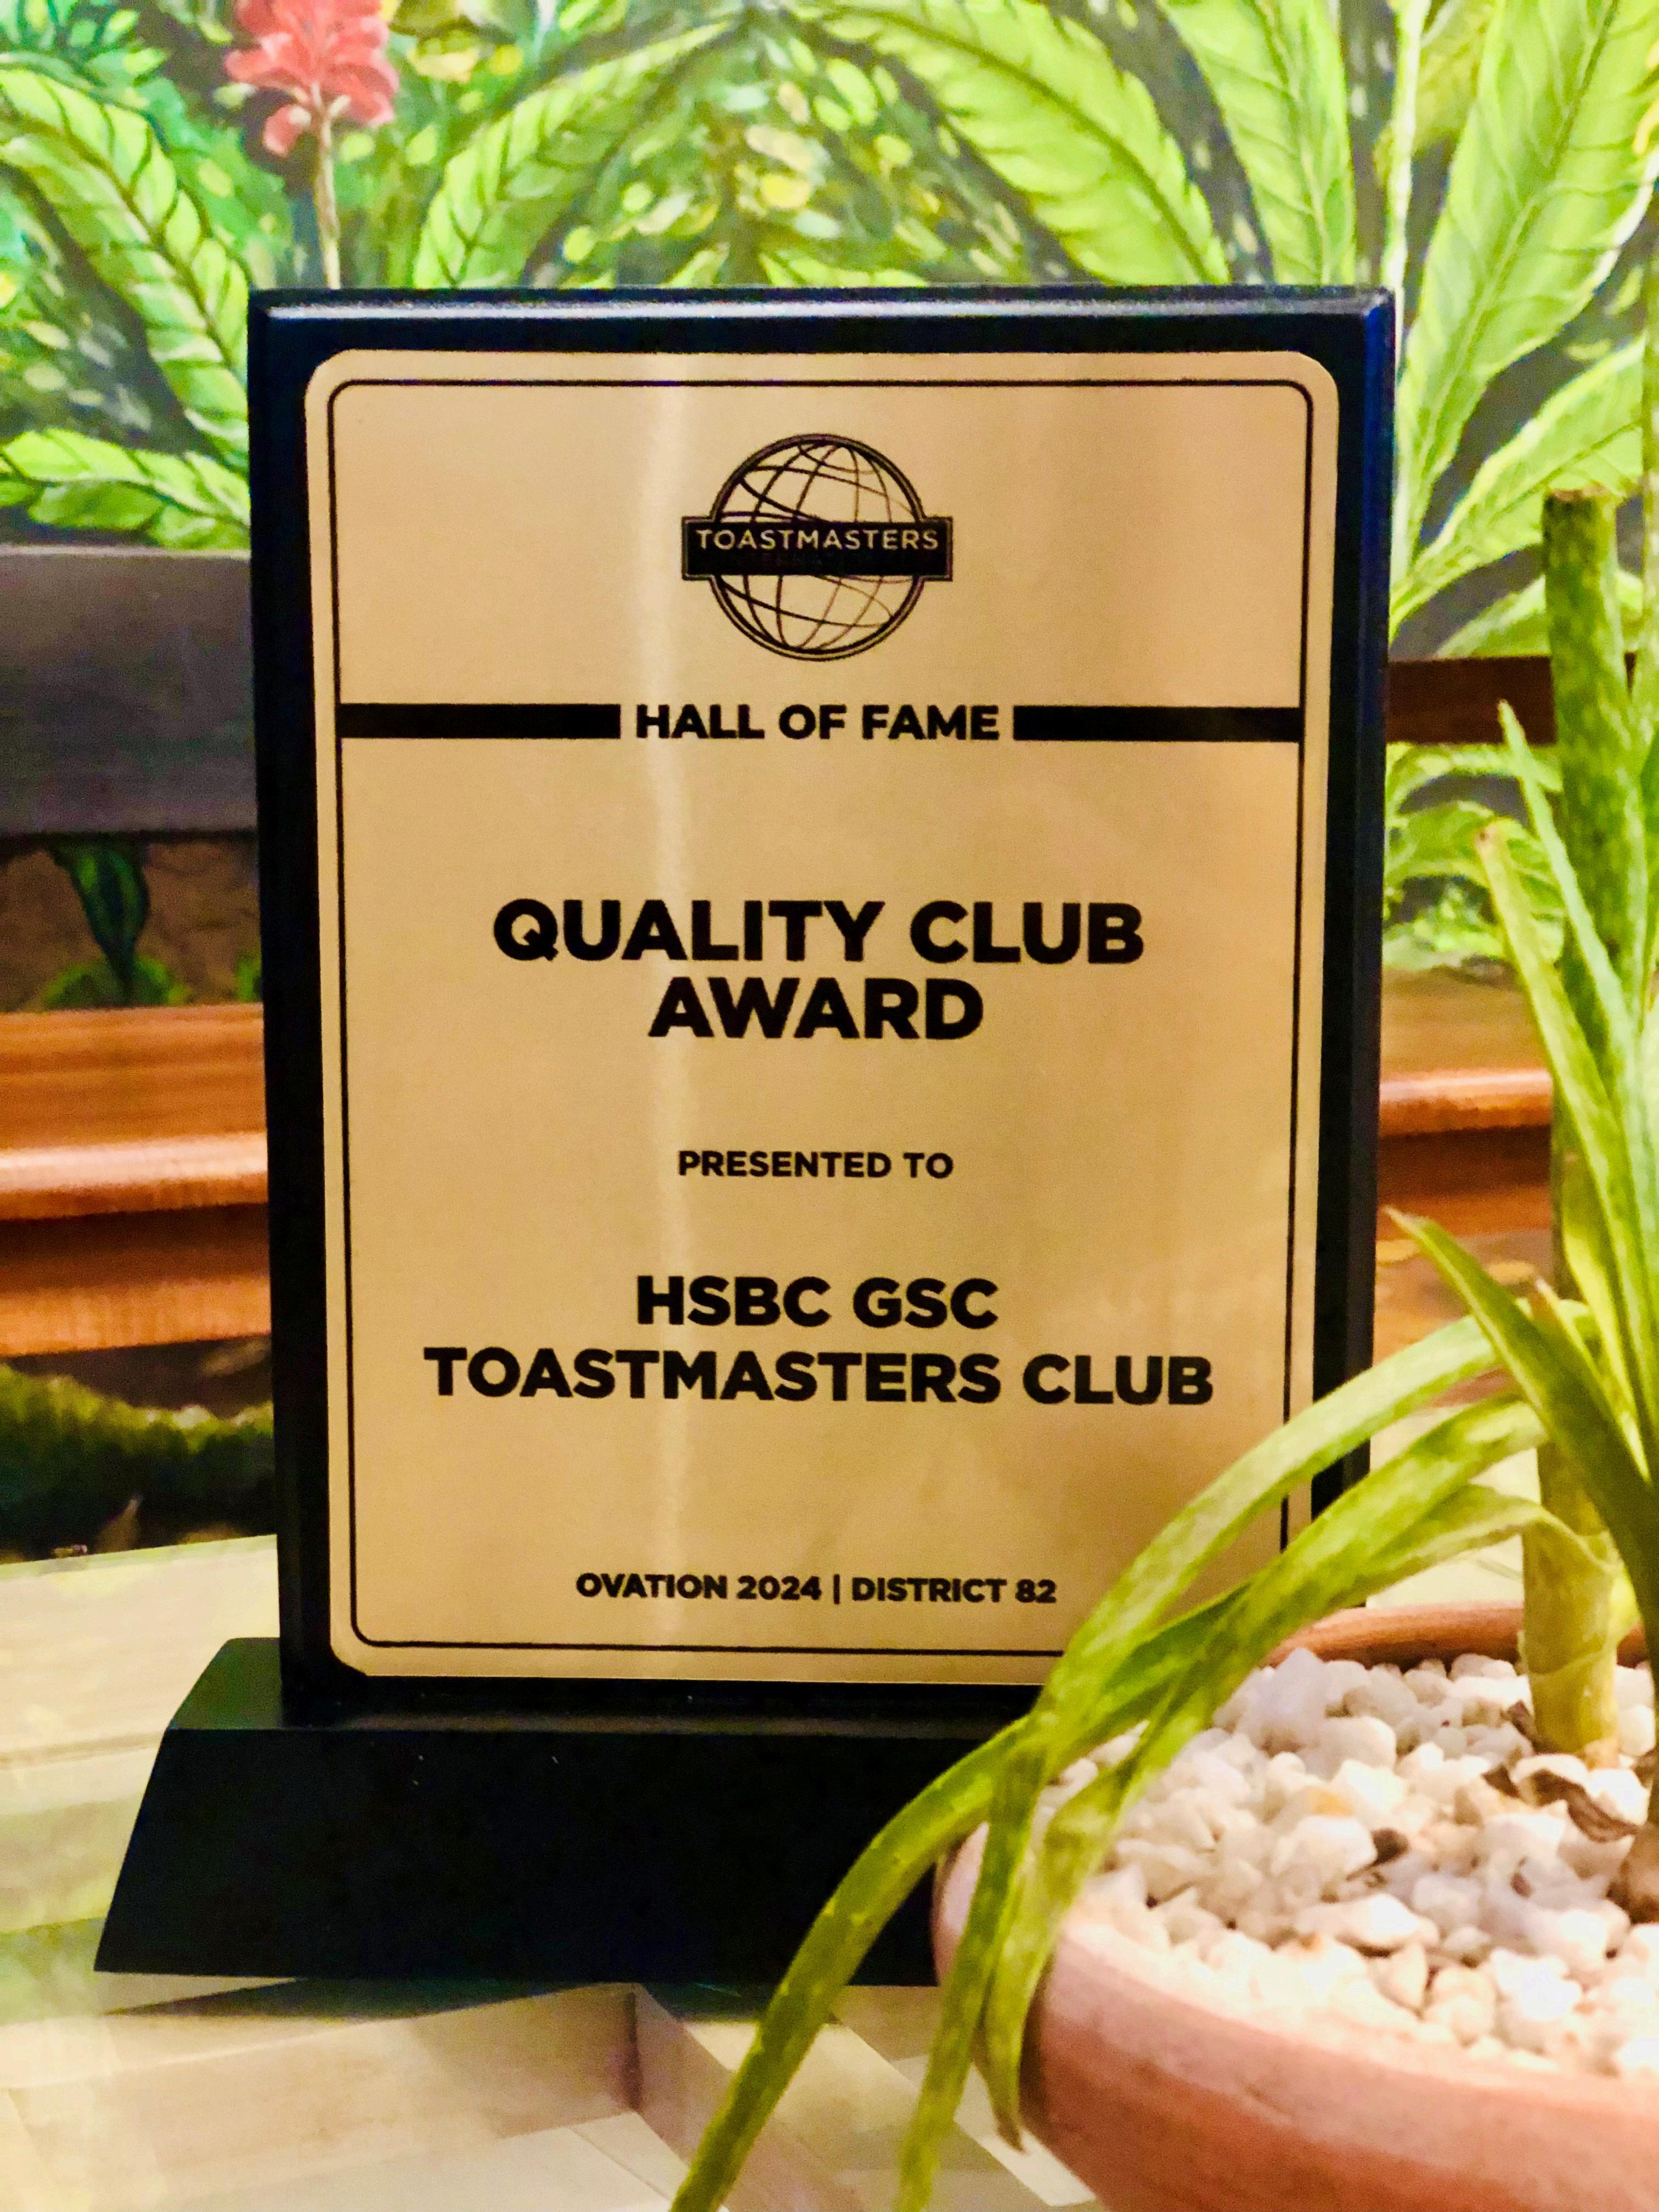 TOASTMASTERS
HALL OF FAME
QUALITY CLUB
AWARD
PRESENTED TO
HSBC GSC
TOASTMASTERS CLUB
OVATION 2024 | DISTRICT 82